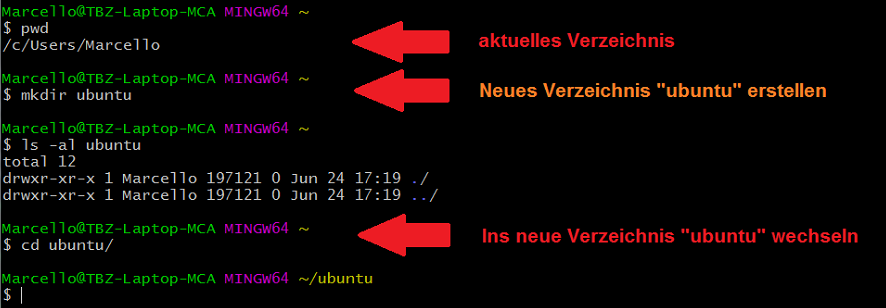 Marcello@TBZ-Laptop-MCA MINGW64 ~
$ pwd
/c/Users/Marcello
aktuelles Verzeichnis
Marcello@TBZ-Laptop-MCA MINGW64 ~
$ mkdir ubuntu
Neues Verzeichnis "ubuntu" erstellen
Marcello@TBZ-Laptop-MCA MINGW64 ~
$ ls -al ubuntu
total 12
drwxr-xr-x 1 Marcello 197121 0 Jun 24 17:19 ./
drwxr-xr-x 1 Marcello 197121 0 Jun 24 17:19 ../
Marcello@TBZ-Laptop-MCA MINGW64 ~
$ cd ubuntu/
Ins neue Verzeichnis "ubuntu" wechseln
Marcello@TBZ-Laptop-MCA MINGW64 ~/ubuntu
$